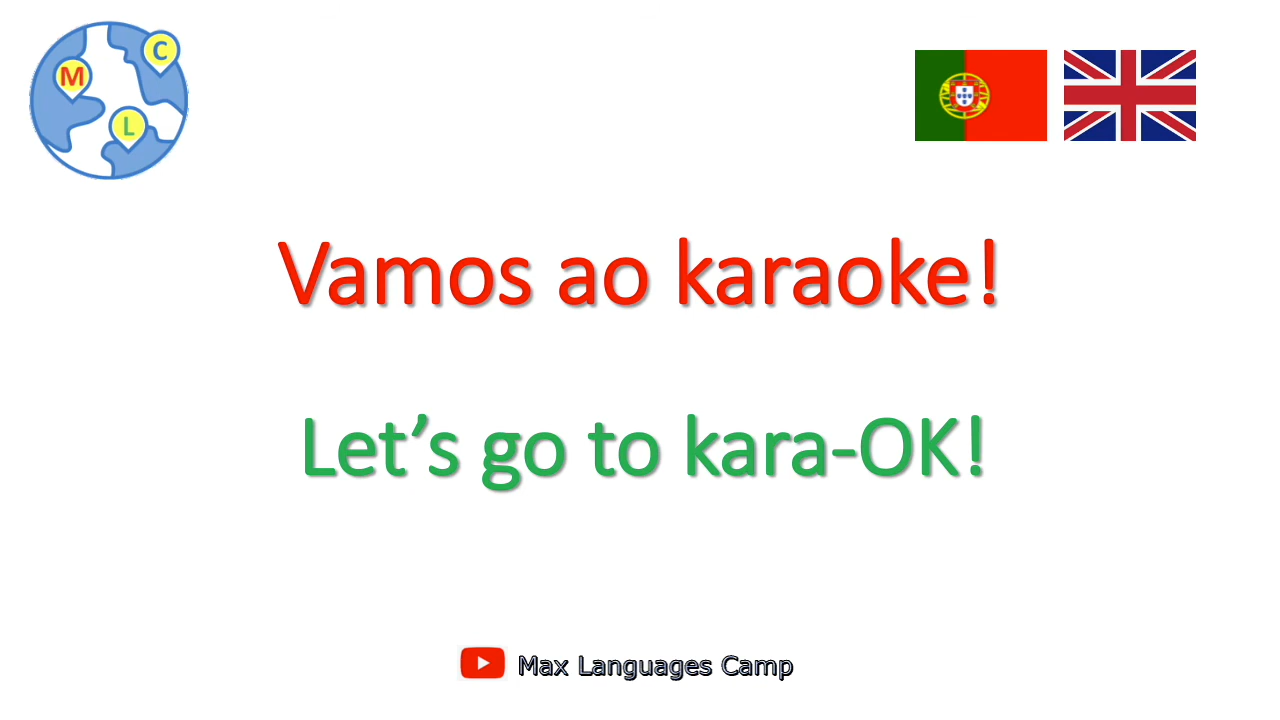 M
C
L
Vamos ao karaoke!
Let’s go to kara-OK!
Max Languages Camp